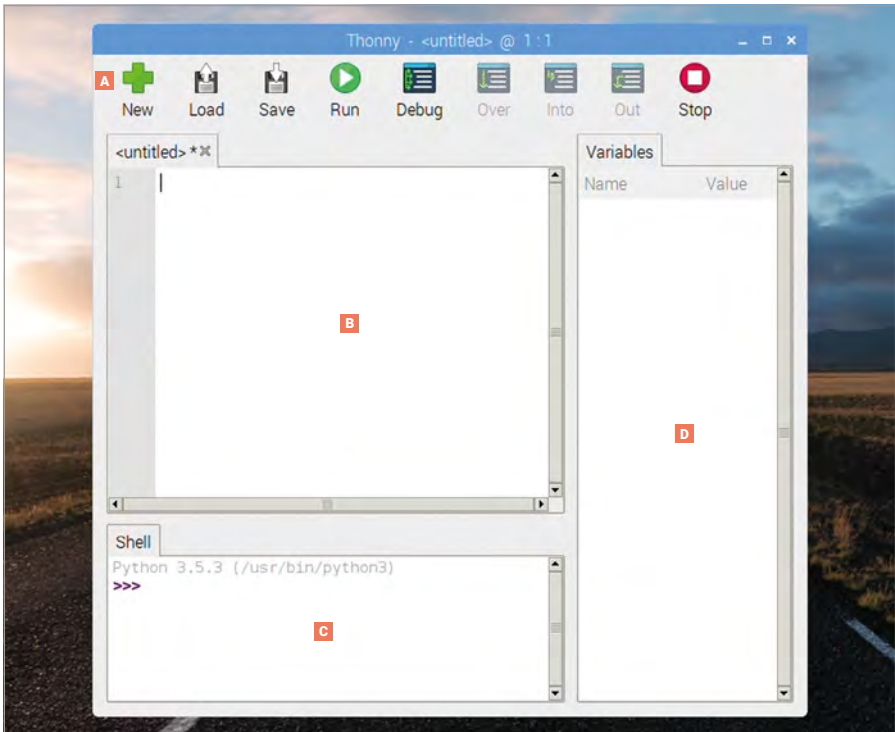 Thonny - <untitled> @ 1 : 1
A
New Load Save Run Debug Over Into Out Stop
<untitled> *
Variables
1
Name Value
B
D
Shell
Python 3.5.3 (/usr/bin/python3)
>>>
C